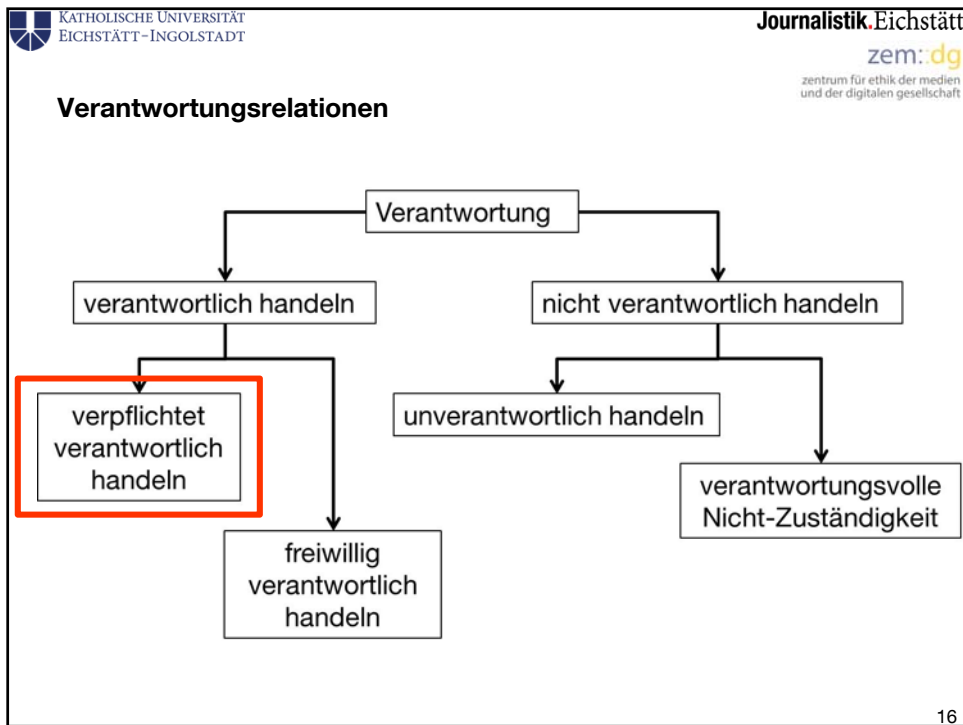 KATHOLISCHE UNIVERSITÄT
EICHSTÄTT-INGOLSTADT
Journalistik.Eichstätt
zem::dg
zentrum für ethik der medien
und der digitalen gesellschaft
Verantwortungsrelationen
Verantwortung
verantwortlich handeln
nicht verantwortlich handeln
verpflichtet
verantwortlich
handeln
unverantwortlich handeln
verantwortungsvolle
Nicht-Zuständigkeit
freiwillig
verantwortlich
handeln
16